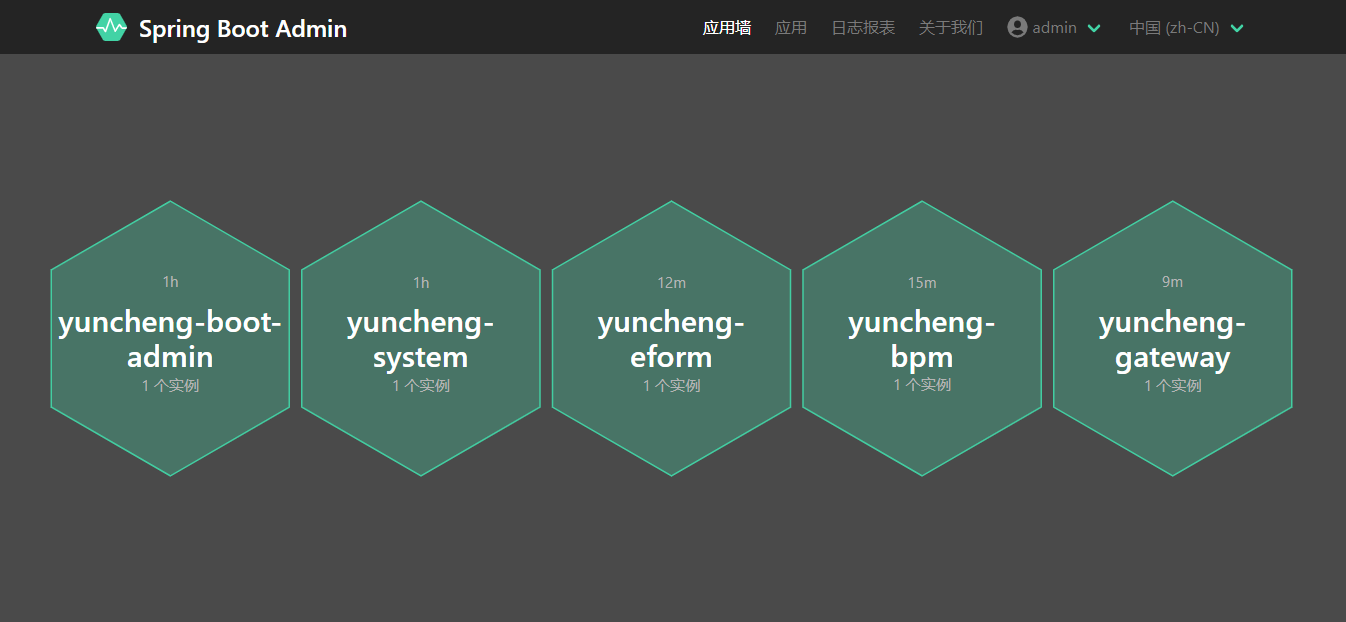 Spring Boot Admin
应用墙 应用 日志报表 关于我们 admin 中国 (zh-CN)
1h
yuncheng-boot-
admin
1 个实例
1h
yuncheng-
system
1 个实例
12m
yuncheng-
eform
1 个实例
15m
yuncheng-
bpm
1 个实例
9m
yuncheng-
gateway
1 个实例